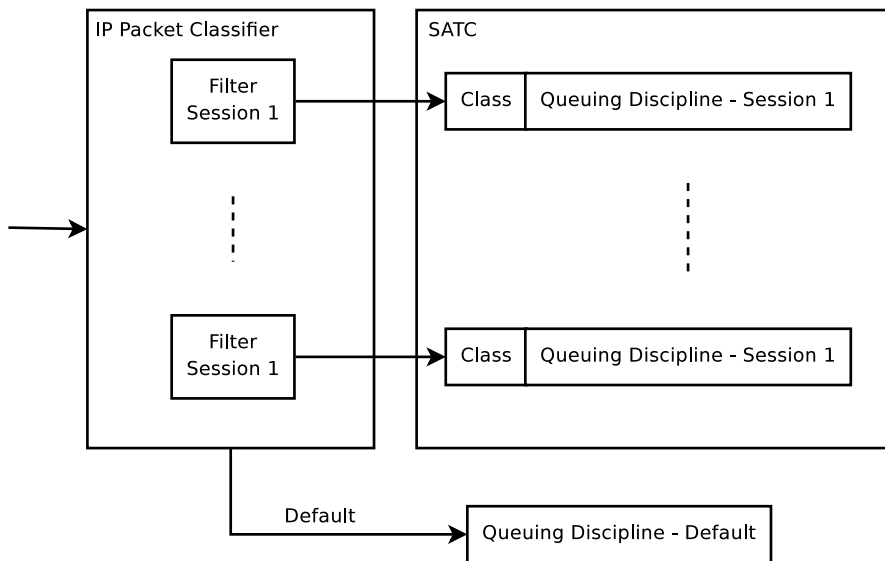 IP Packet Classifier
SATC
Filter
Session 1
Class
Queuing Discipline - Session 1
Filter
Session 1
Class
Queuing Discipline - Session 1
Default
Queuing Discipline - Default